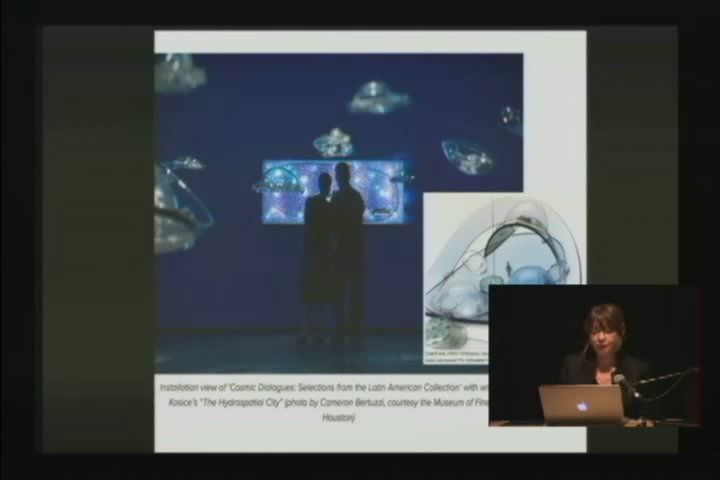 Installation view of 'Cosmic Dialogues: Selections from the Latin American Collection' with
Kosice's "The Hydrospatial City" (photo by Cameron Bertuzzi, courtesy the Museum of Fine
Houston)